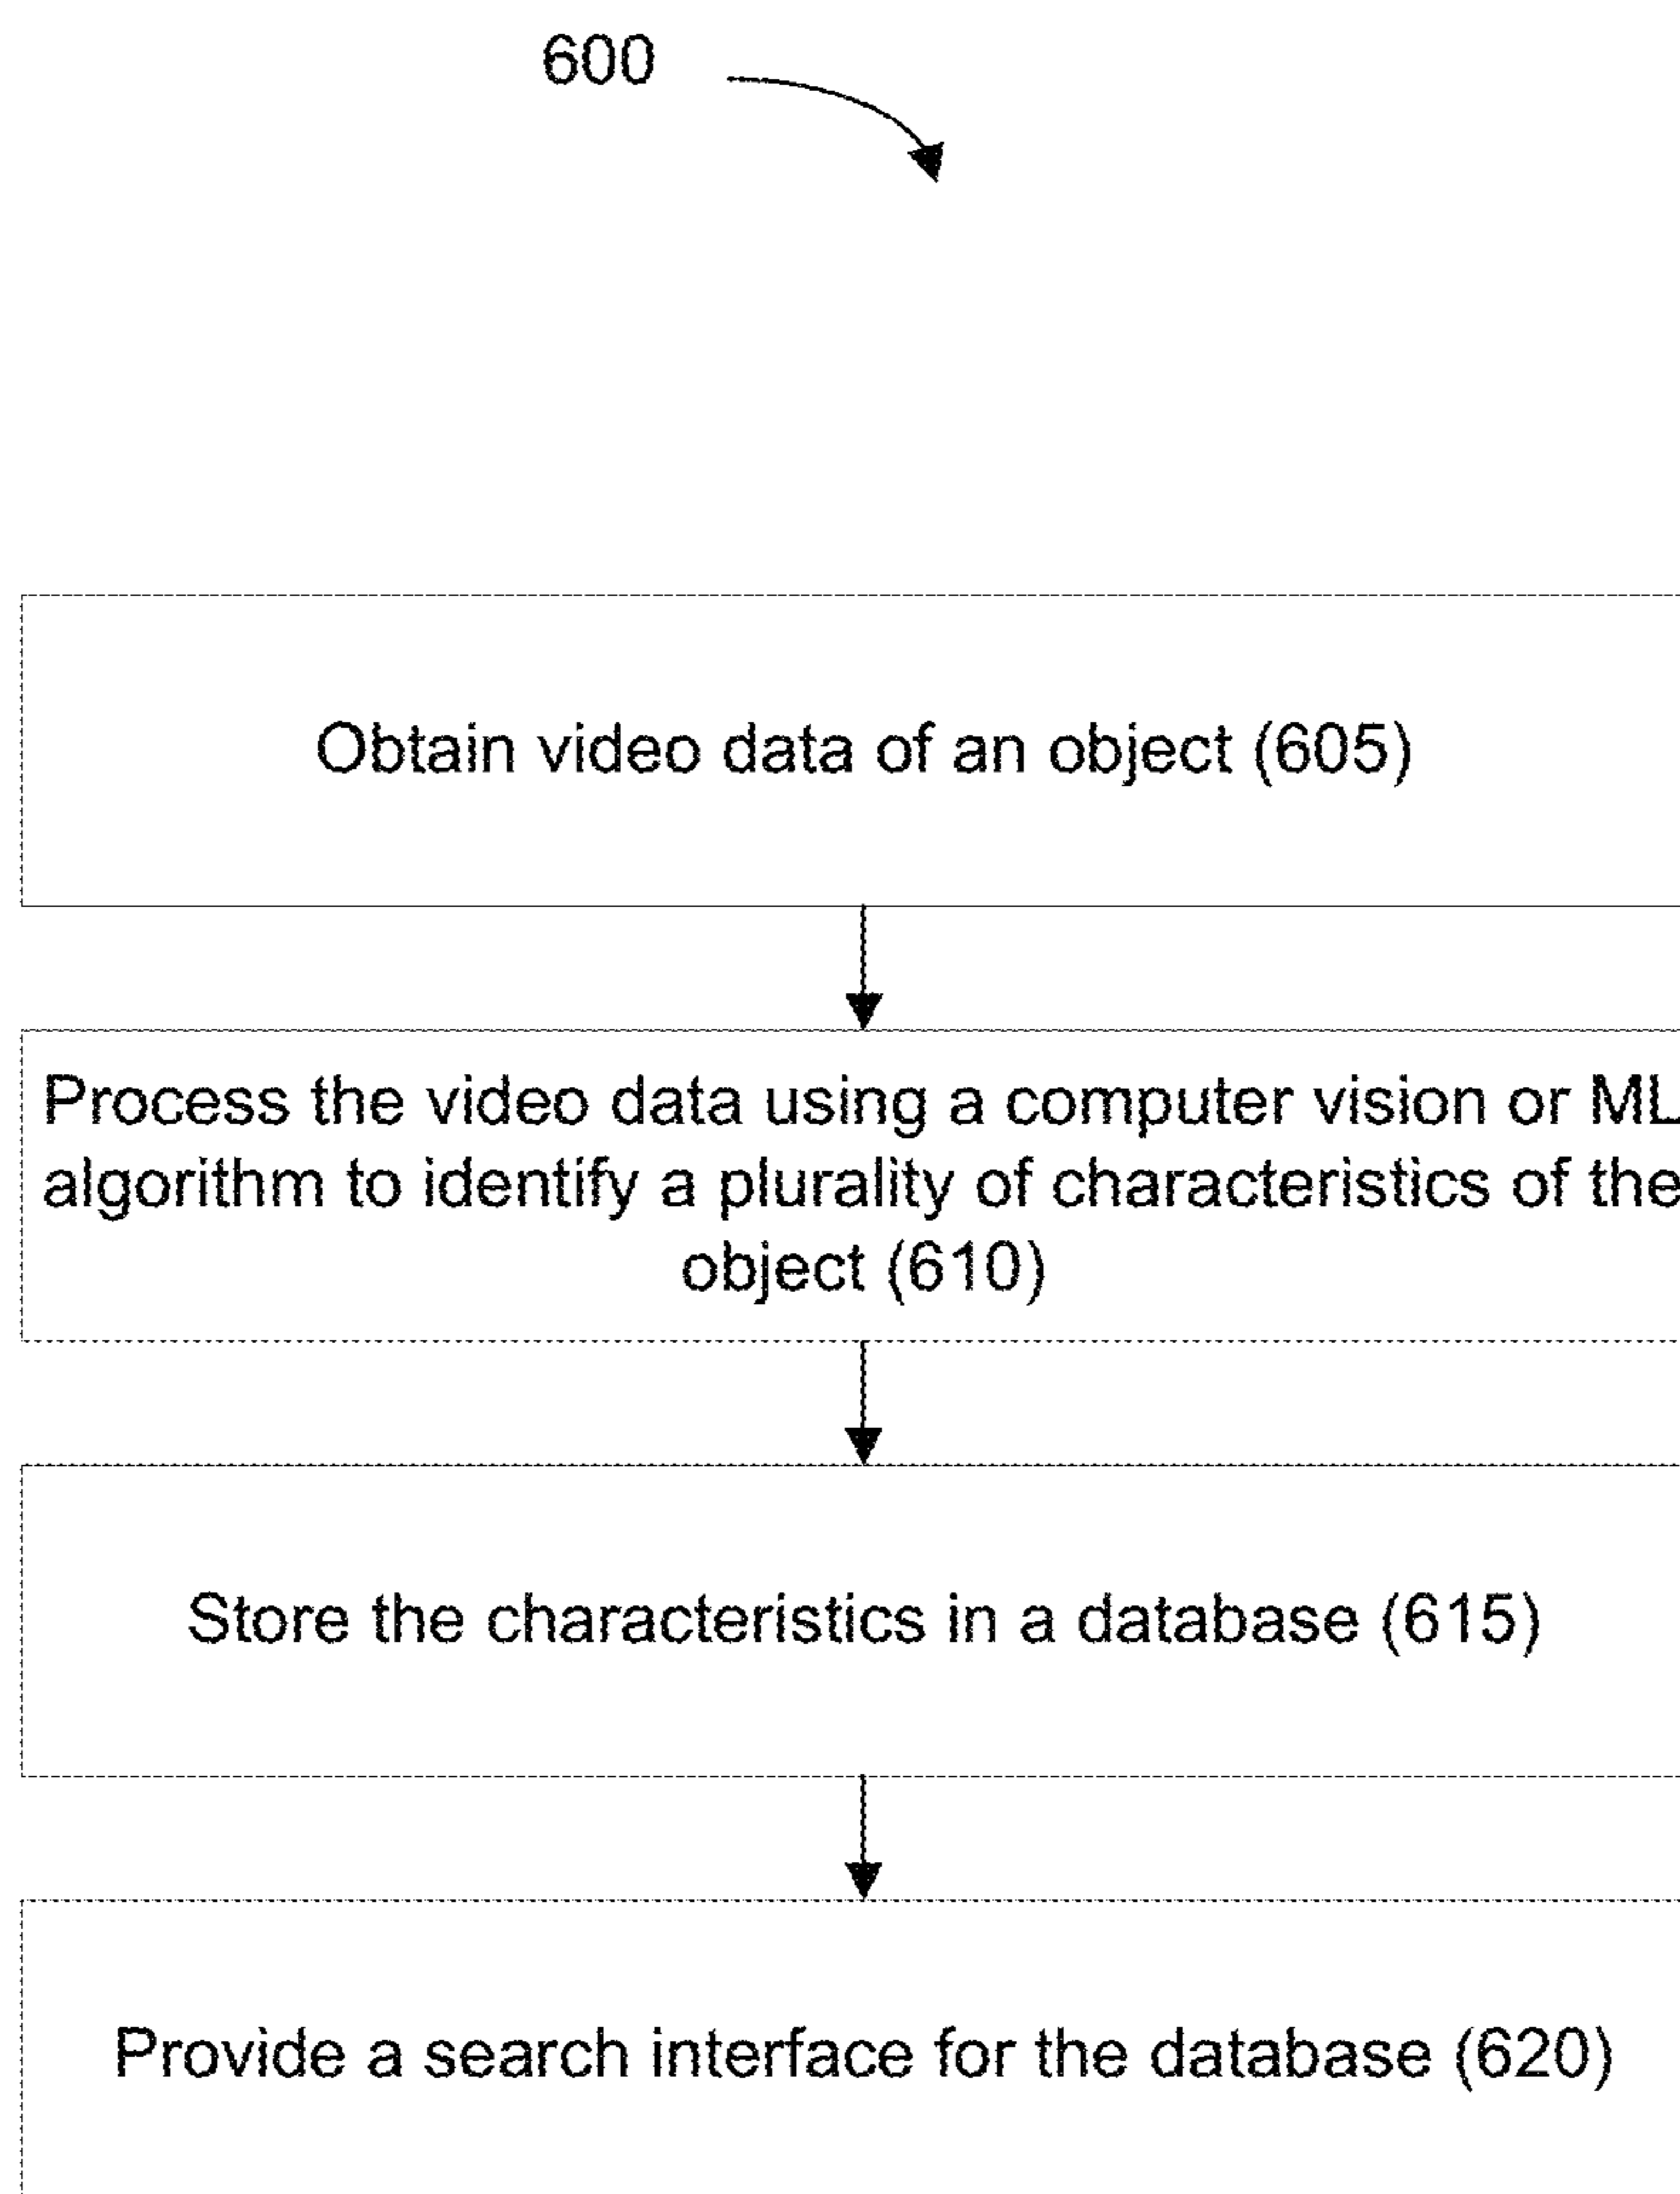 600
Obtain video data of an object (605)
Process the video data using a computer vision or ML
algorithm to identify a plurality of characteristics of the
object (610)
Store the characteristics in a database (615)
Provide a search interface for the database (620)